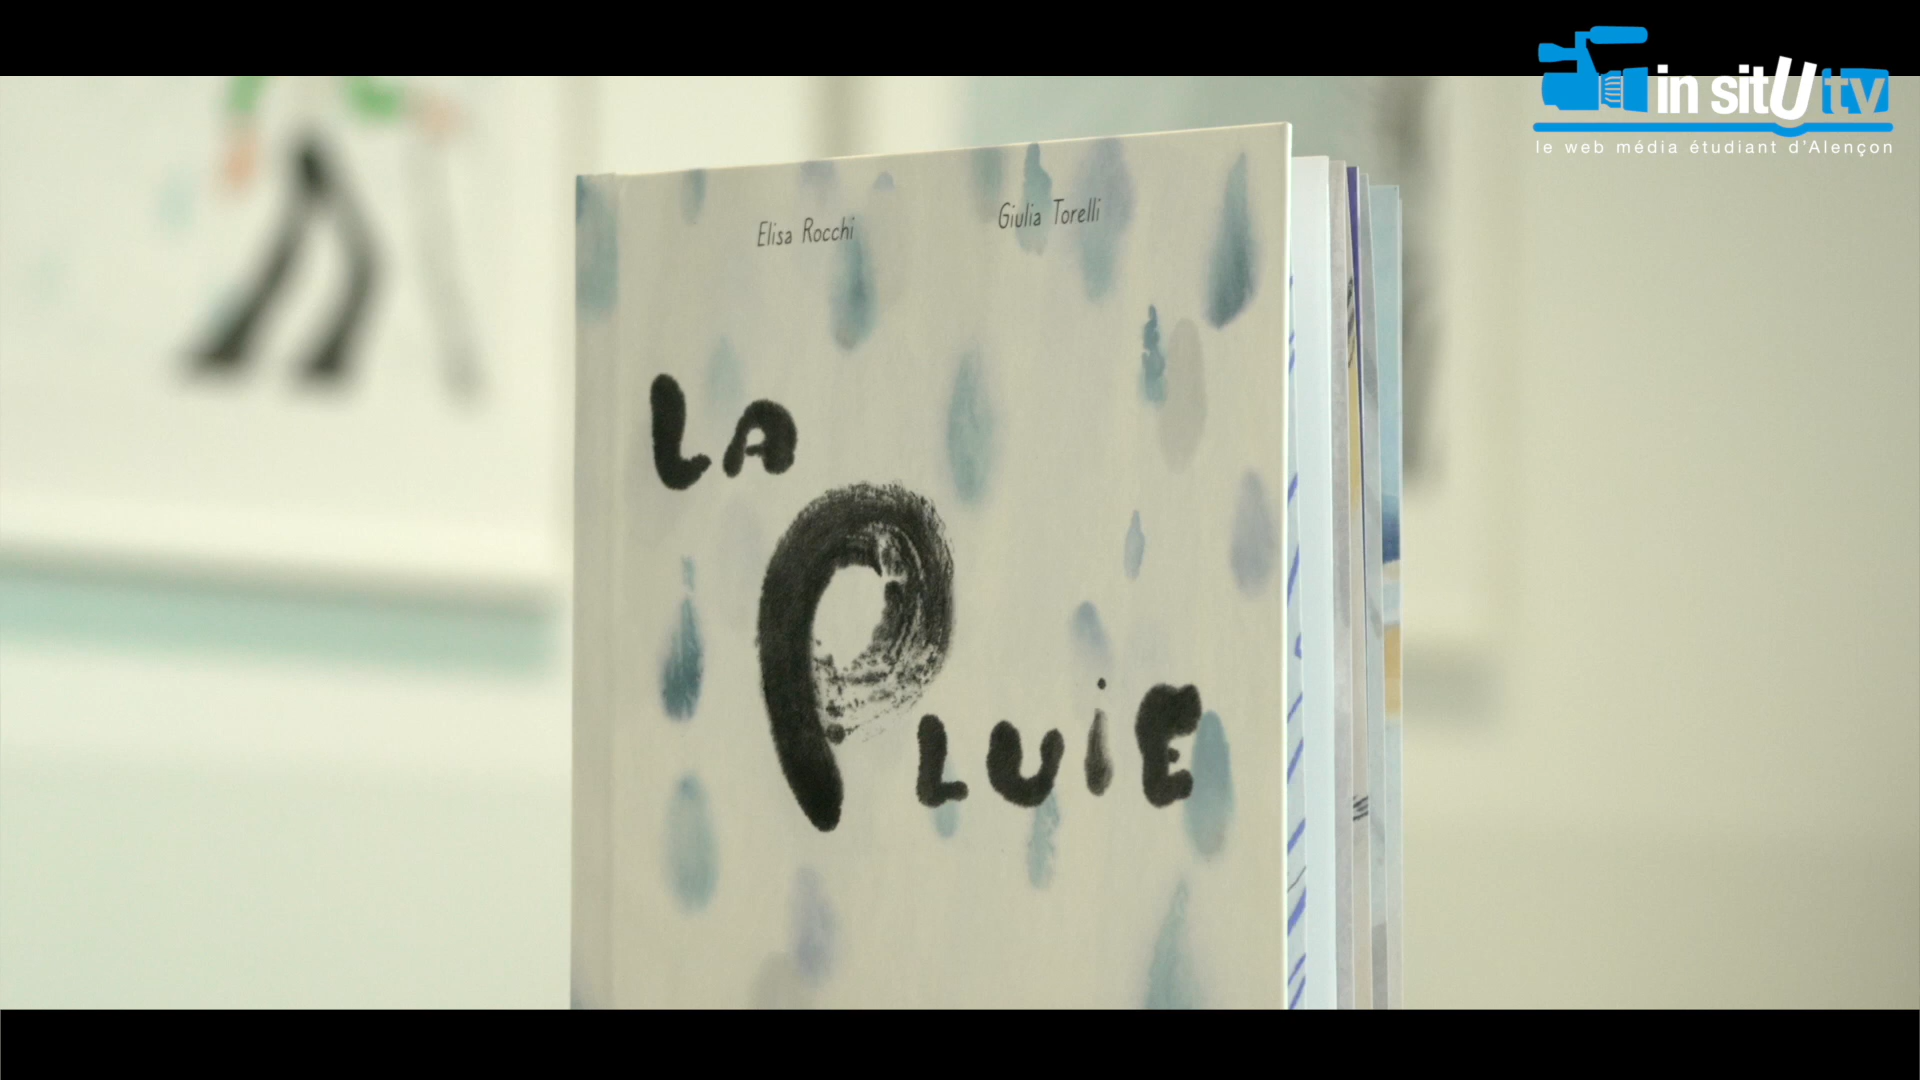 in sitU tv
le web média étudiant d'Alençon
Elisa Rocchi
Giulia Torelli
LA
PLUiE